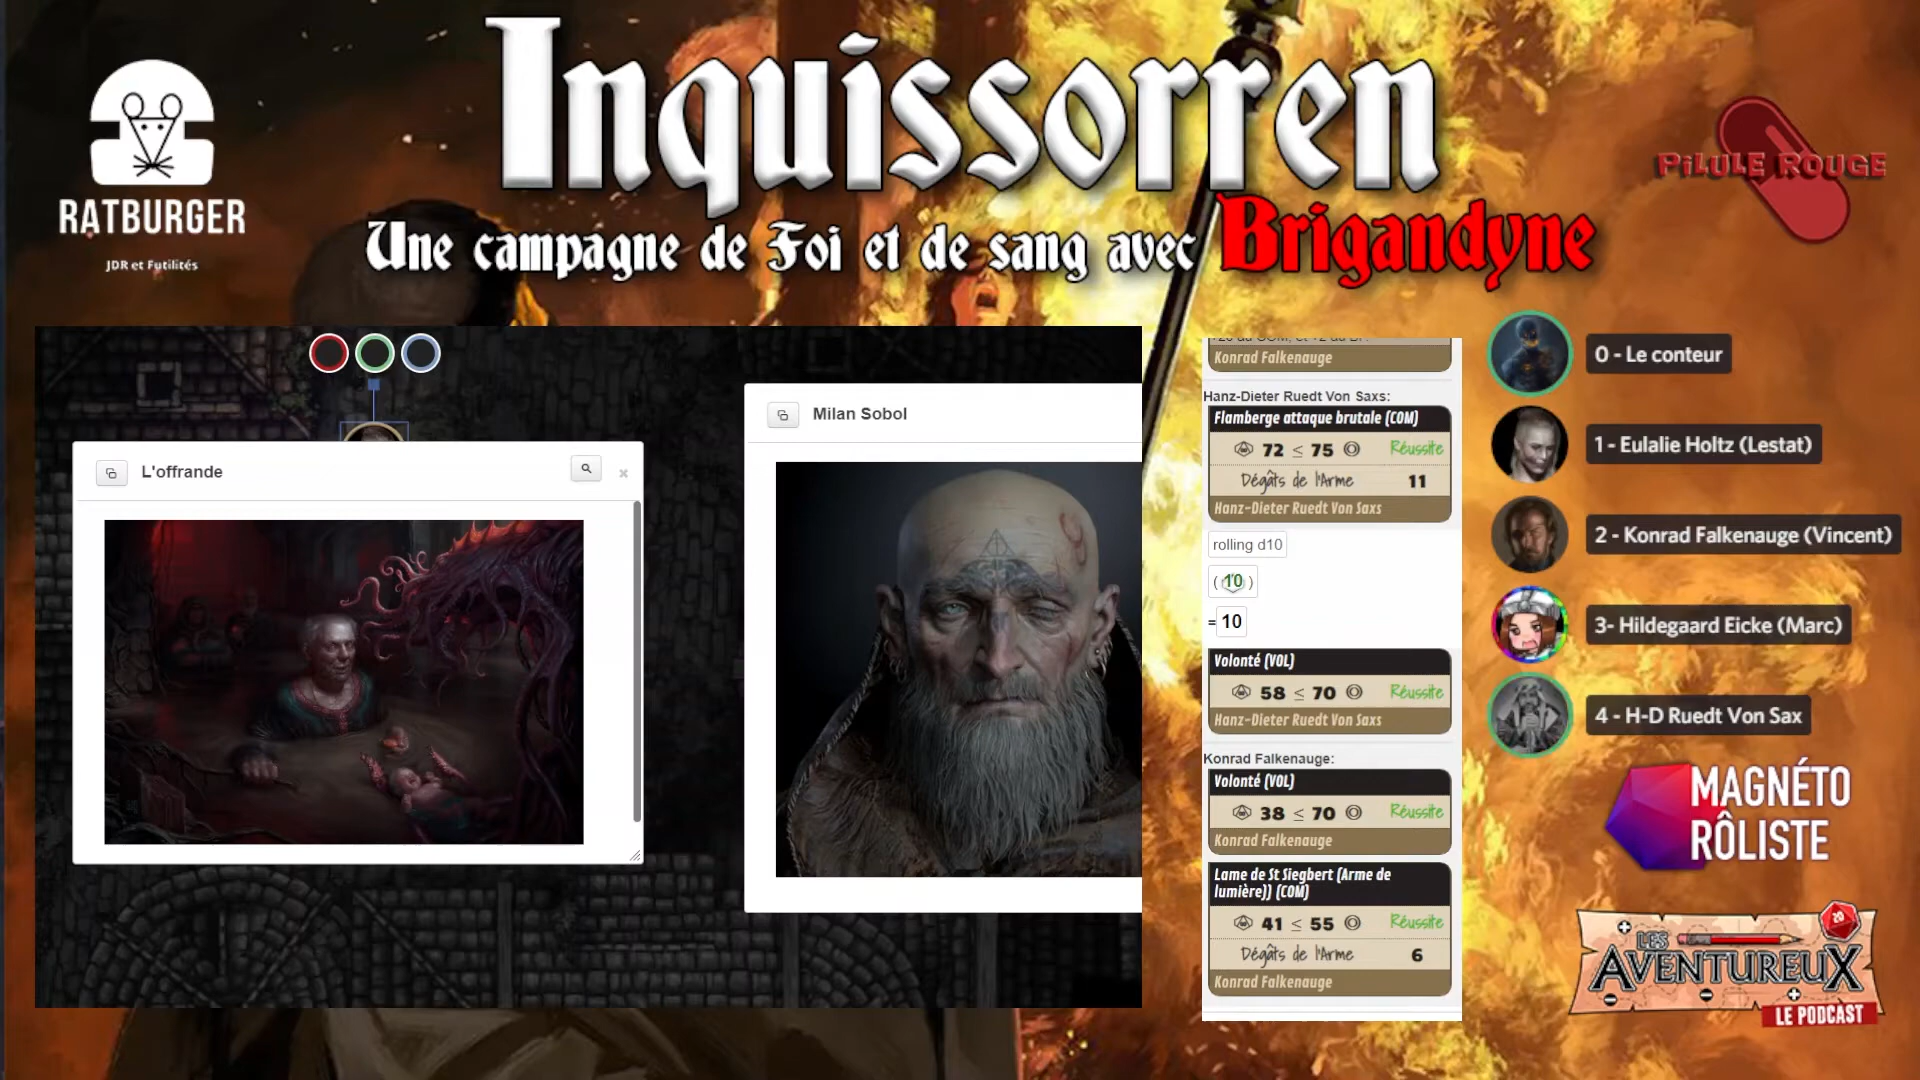 Inquissorren
Une campagne de Foi et de sang avec Brigandyne
RATBURGER
JDR et Futilités
PiLULE ROUGE
L'offrande
Milan Sobol
Konrad Falkenauge
Hanz-Dieter Ruedt Von Saxs:
Flamberge attaque brutale (COM)
72 ≤ 75 Réussite
Dégâts de l'Arme 11
Hanz-Dieter Ruedt Von Saxs
rolling d10
(10)
=10
Volonté (VOL)
58 ≤ 70 Réussite
Hanz-Dieter Ruedt Von Saxs
Konrad Falkenauge:
Volonté (VOL)
38 ≤ 70 Réussite
Konrad Falkenauge
Lame de St Siegbert (Arme de
lumière)) (COM)
41 ≤ 55 Réussite
Dégâts de l'Arme 6
Konrad Falkenauge
0 - Le conteur
1 - Eulalie Holtz (Lestat)
2 - Konrad Falkenauge (Vincent)
3- Hildegaard Eicke (Marc)
4 - H-D Ruedt Von Sax
MAGNÉTO
RÔLISTE
20
LES
AVENTUREUX
LE PODCAST